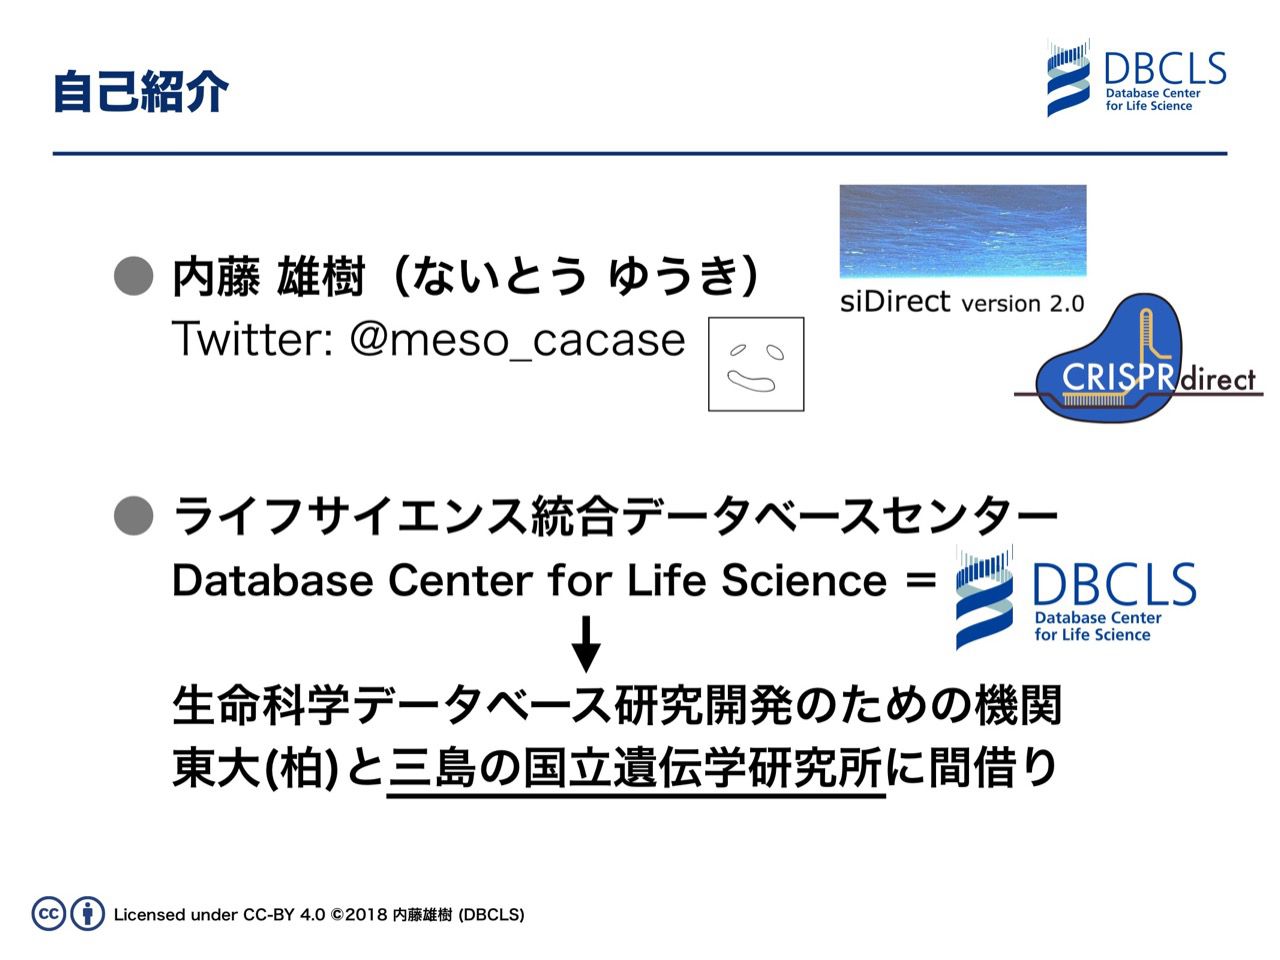 自己紹介
DBCLS
Database Center
for Life Science
内藤 雄樹（ないとう ゆうき）
Twitter: @meso_cacase
siDirect version 2.0
CRISPRdirect
ライフサイエンス統合データベースセンター
Database Center for Life Science =
DBCLS
Database Center
for Life Science
生命科学データベース研究開発のための機関
東大(柏)と三島の国立遺伝学研究所に間借り
cc Licensed under CC-BY 4.0 ©2018 内藤雄樹 (DBCLS)